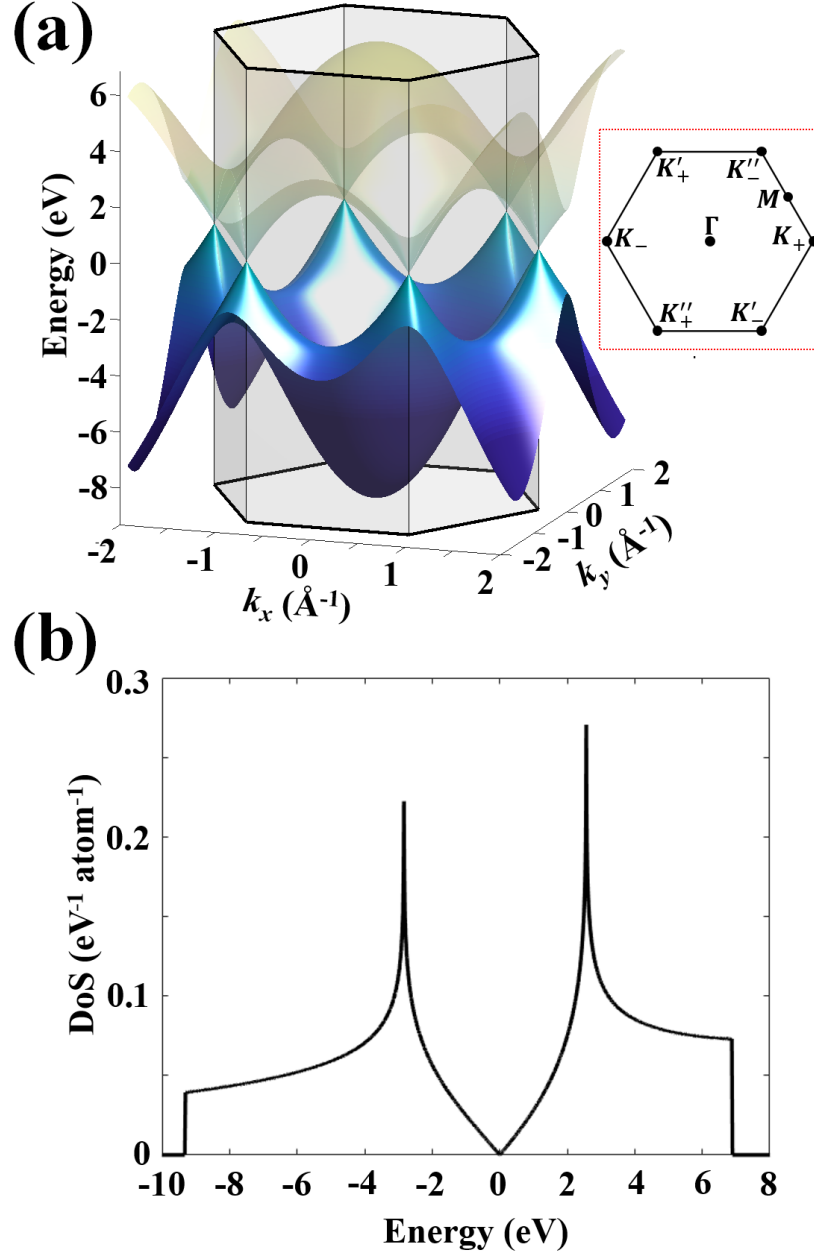 (a)
6
4
2
0
-2
-4
-6
-8
Energy (eV)
-2
-1
0
1
2
kx (Å-1)
-2
-1
0
1
2
ky (Å-1)
K′+ K′′−
M
K− Γ K+
K′′+ K′−
(b)
0.3
0.2
0.1
0
DoS (eV-1 atom-1)
-10 -8 -6 -4 -2 0 2 4 6 8
Energy (eV)